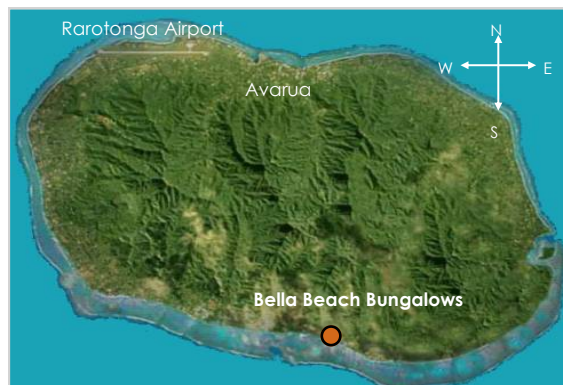 Rarotonga Airport
N
W E
Avarua
S
Bella Beach Bungalows